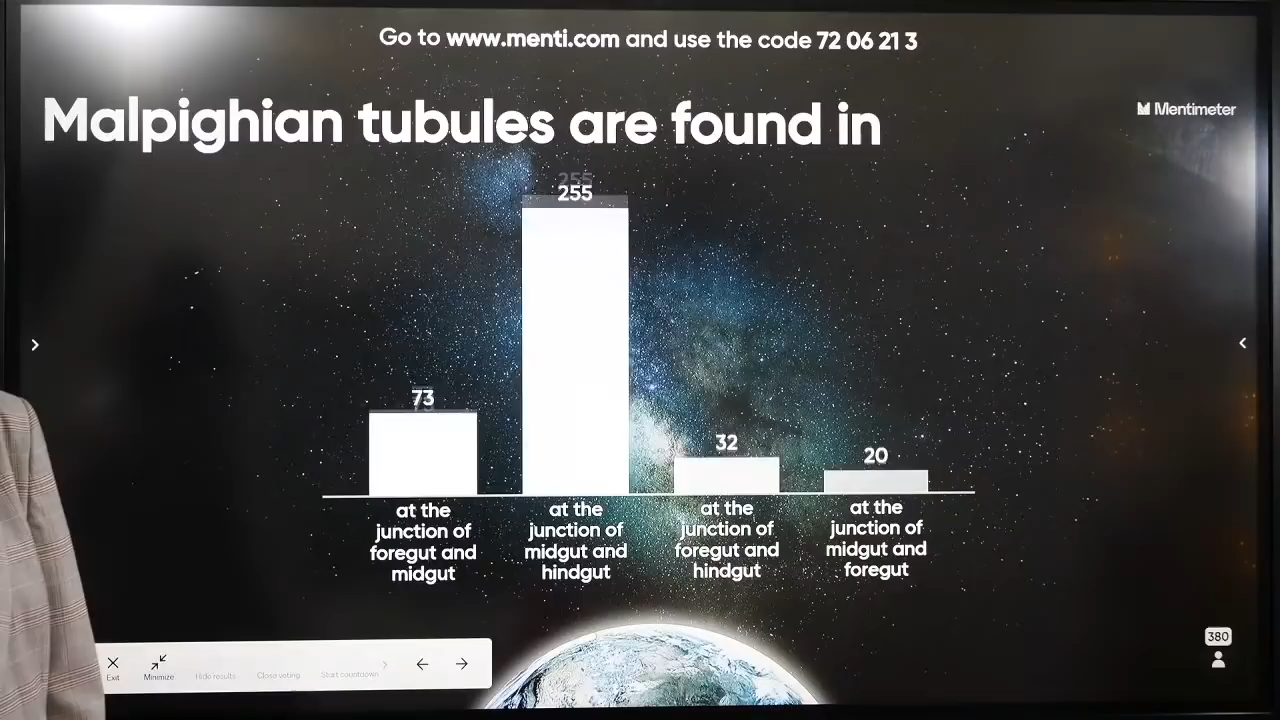 Go to www.menti.com and use the code 72 06 21 3
Malpighian tubules are found in
Mentimeter
255
255
73
32
20
at the
junction of
foregut and
midgut
at the
junction of
midgut and
hindgut
at the
junction of
foregut and
hindgut
at the
junction of
midgut and
foregut
380
Exit
Minimize
Hide results
Close voting
Start countdown